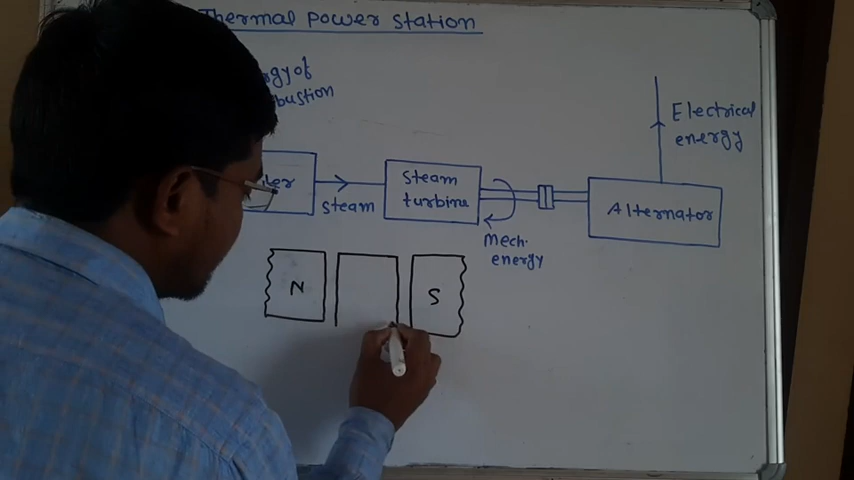 Thermal power station
Electrical
energy
Steam
turbine
steam
Alternator
Mech.
energy
N
S